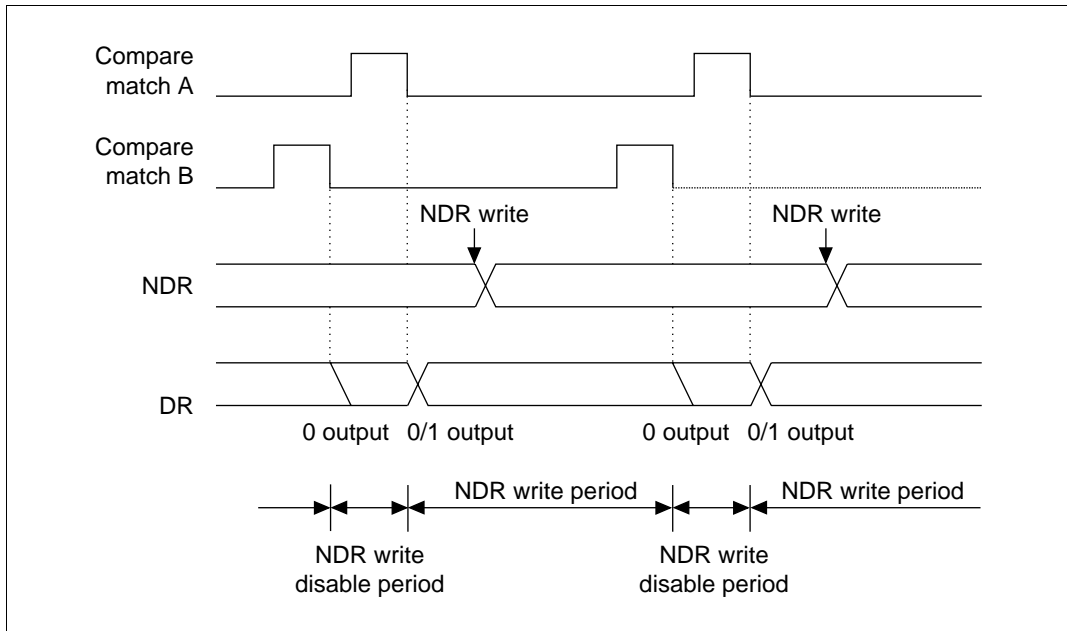 Compare
match A
Compare
match B
NDR write
NDR write
NDR
DR
0 output
0/1 output
0 output
0/1 output
NDR write period
NDR write period
NDR write
disable period
NDR write
disable period